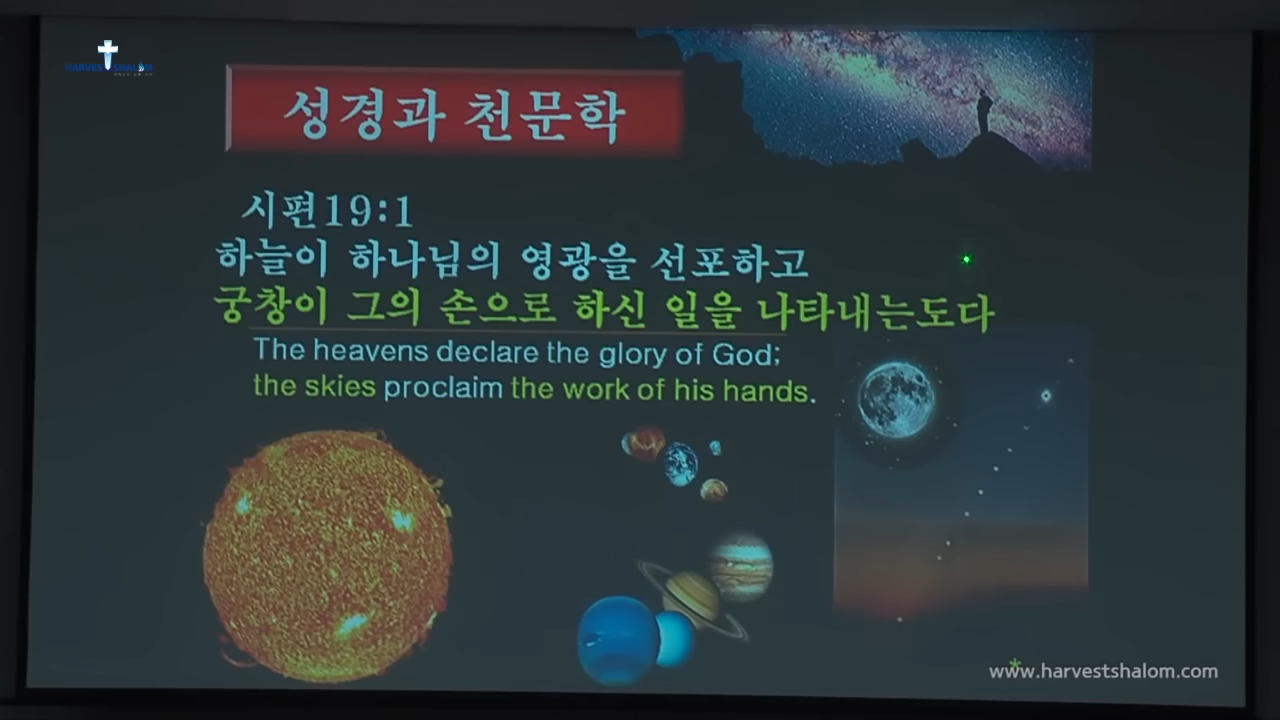 HARVEST SHALOM
성경과 천문학
시편19:1
하늘이 하나님의 영광을 선포하고
궁창이 그의 손으로 하신 일을 나타내는도다
The heavens declare the glory of God;
the skies proclaim the work of his hands.
www.harvestshalom.com